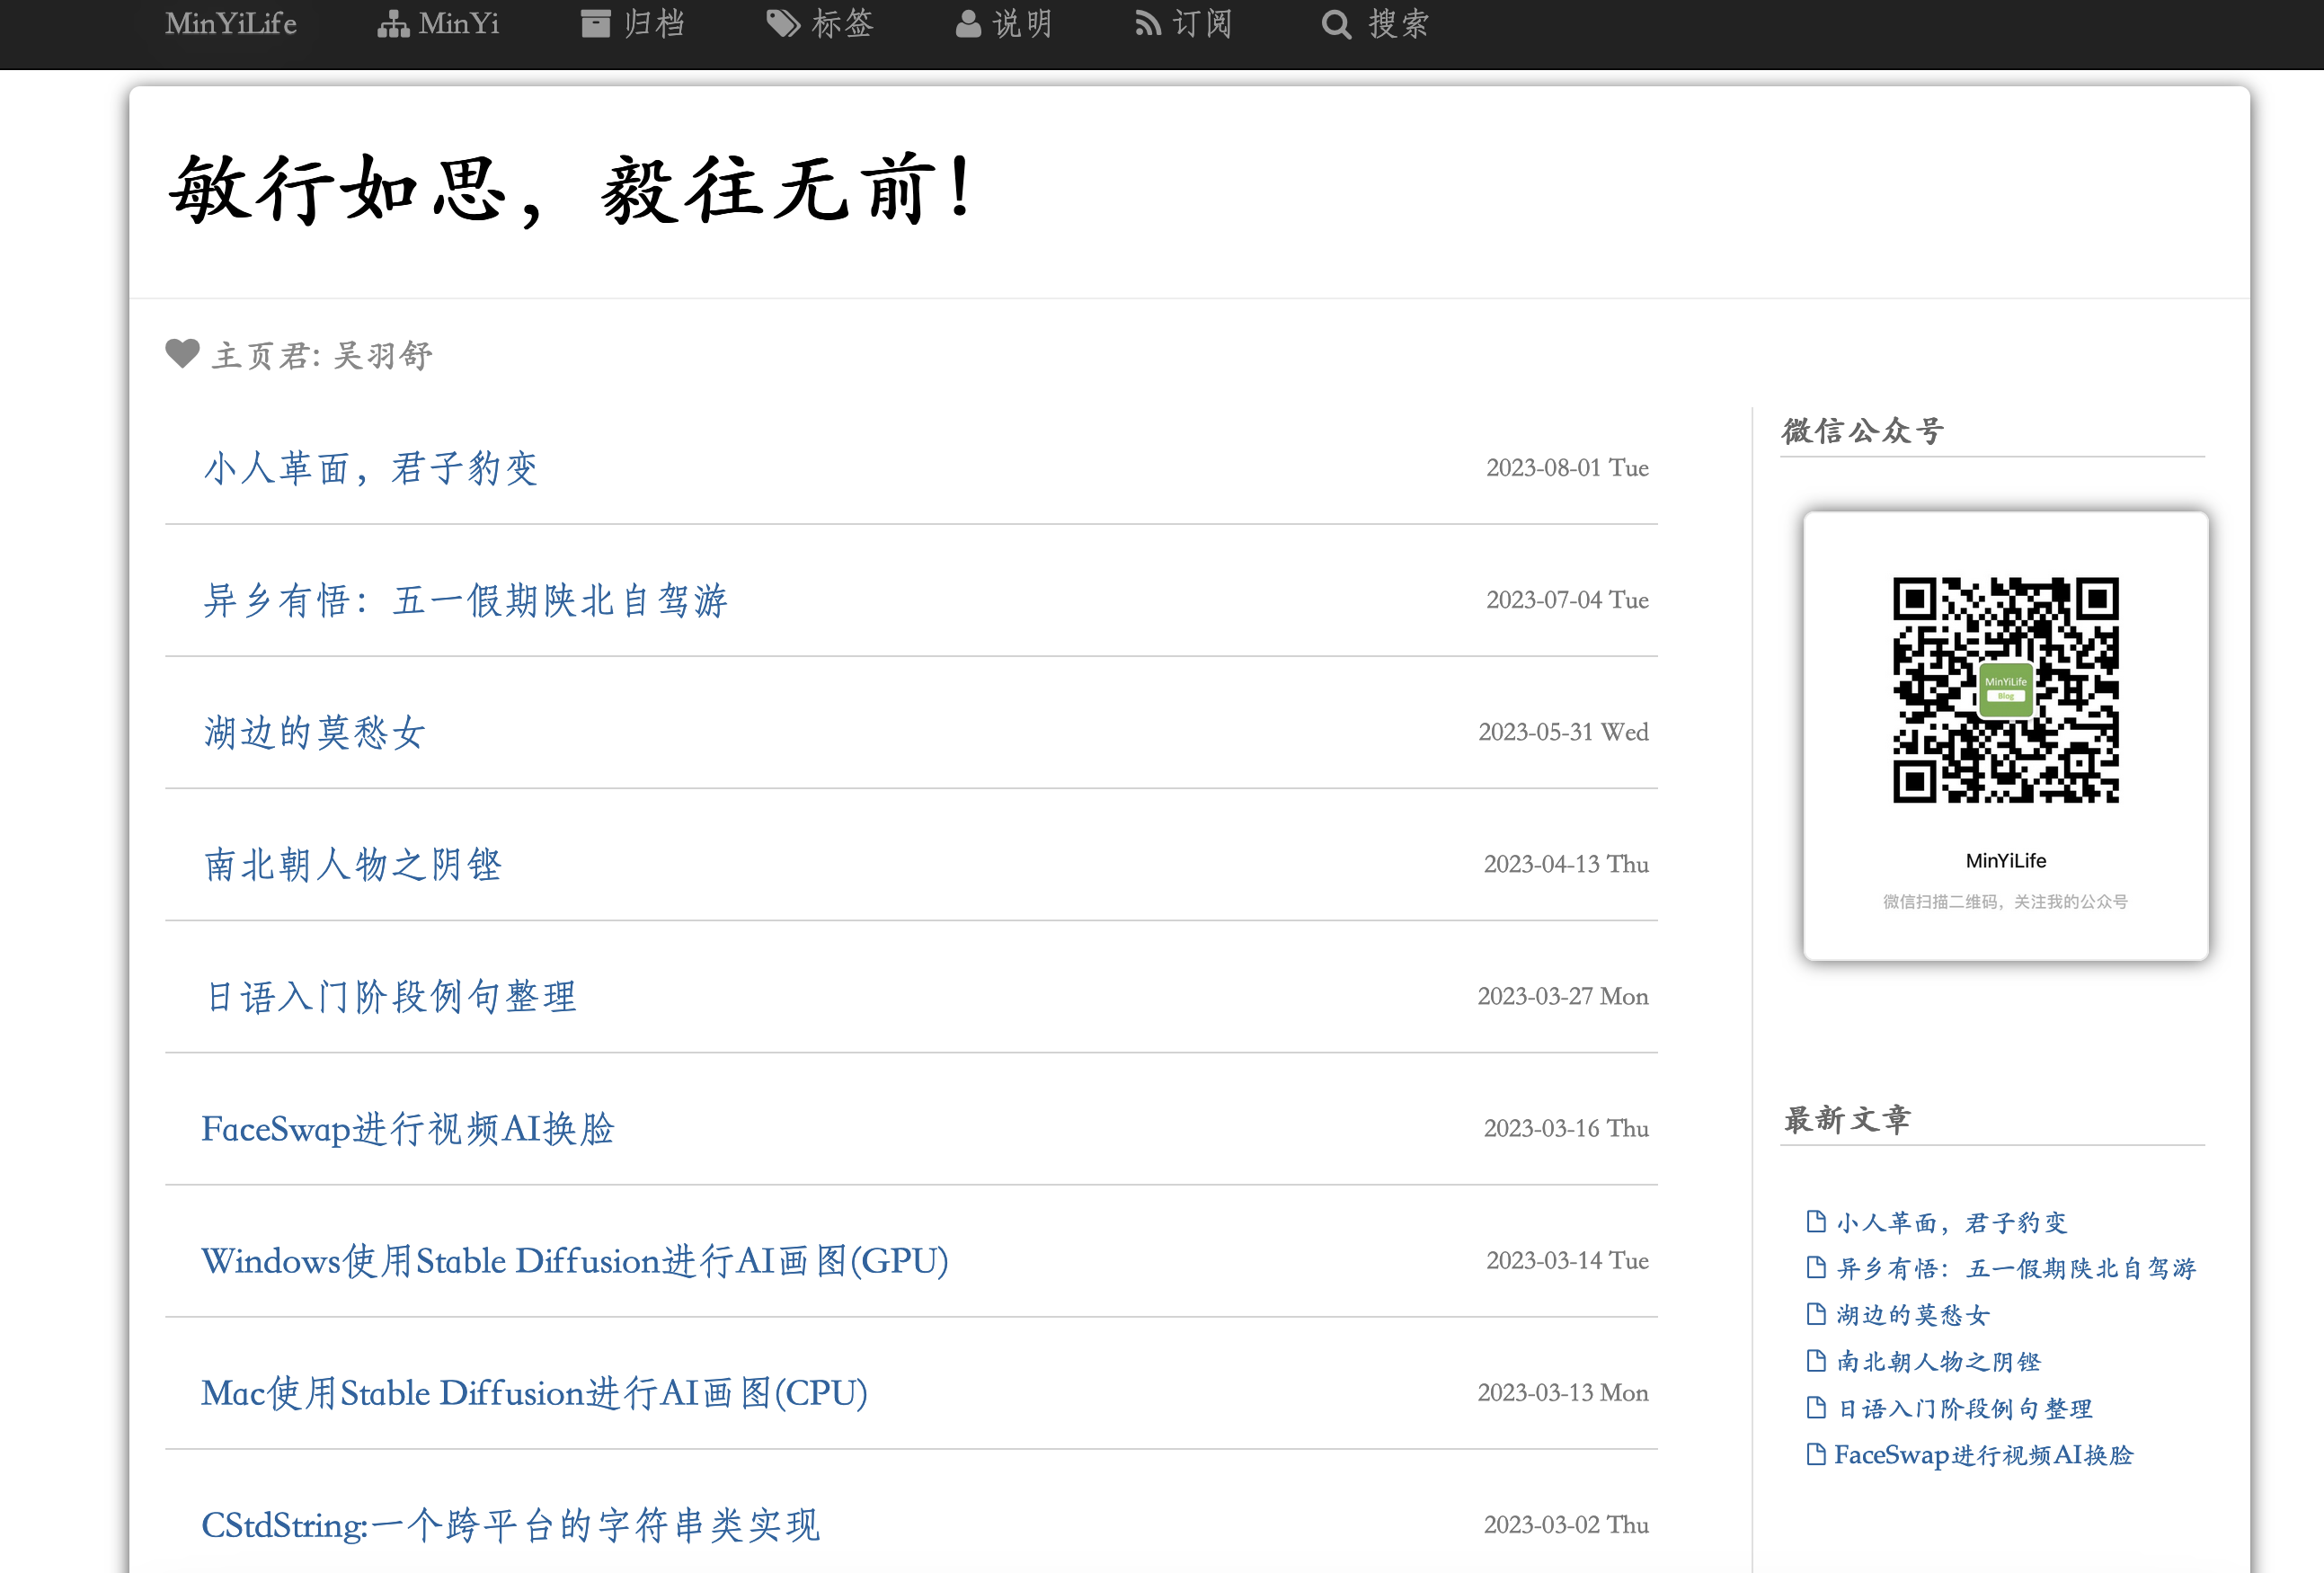 MinYiLife MinYi 归档 标签 说明 订阅 搜索
敏行如思，毅往无前！
主页君: 吴羽舒
小人革面，君子豹变 2023-08-01 Tue
异乡有悟：五一假期陕北自驾游 2023-07-04 Tue
湖边的莫愁女 2023-05-31 Wed
南北朝人物之阴铿 2023-04-13 Thu
日语入门阶段例句整理 2023-03-27 Mon
FaceSwap进行视频AI换脸 2023-03-16 Thu
Windows使用Stable Diffusion进行AI画图(GPU) 2023-03-14 Tue
Mac使用Stable Diffusion进行AI画图(CPU) 2023-03-13 Mon
CStdString:一个跨平台的字符串类实现 2023-03-02 Thu
微信公众号
MinYiLife
Blog
MinYiLife
微信扫描二维码，关注我的公众号
最新文章
小人革面，君子豹变
异乡有悟：五一假期陕北自驾游
湖边的莫愁女
南北朝人物之阴铿
日语入门阶段例句整理
FaceSwap进行视频AI换脸